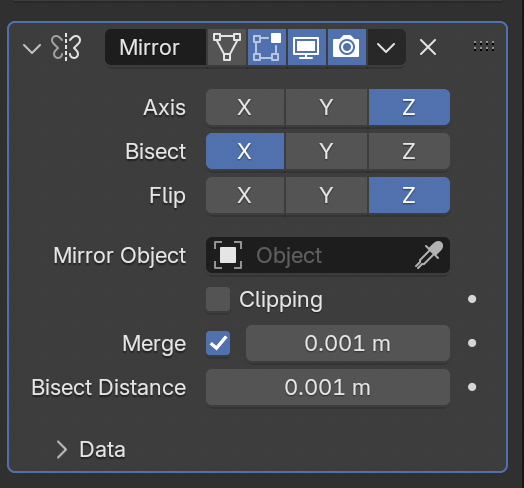 Mirror
Axis X Y Z
Bisect X Y Z
Flip X Y Z
Mirror Object Object
Clipping
Merge 0.001 m
Bisect Distance 0.001 m
Data